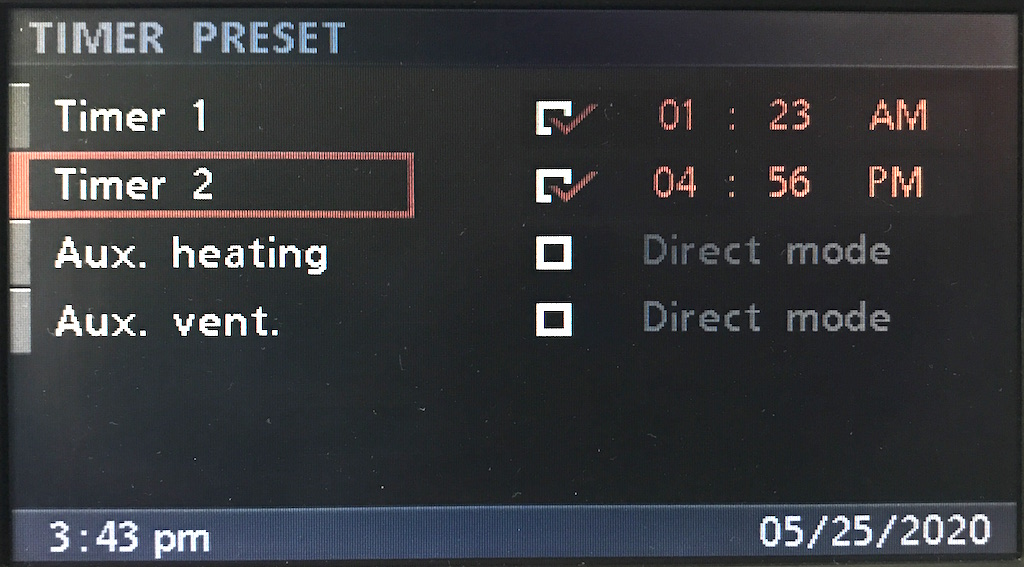 TIMER PRESET
Timer 1 01 : 23 AM
Timer 2 04 : 56 PM
Aux. heating Direct mode
Aux. vent. Direct mode
3:43 pm 05/25/2020